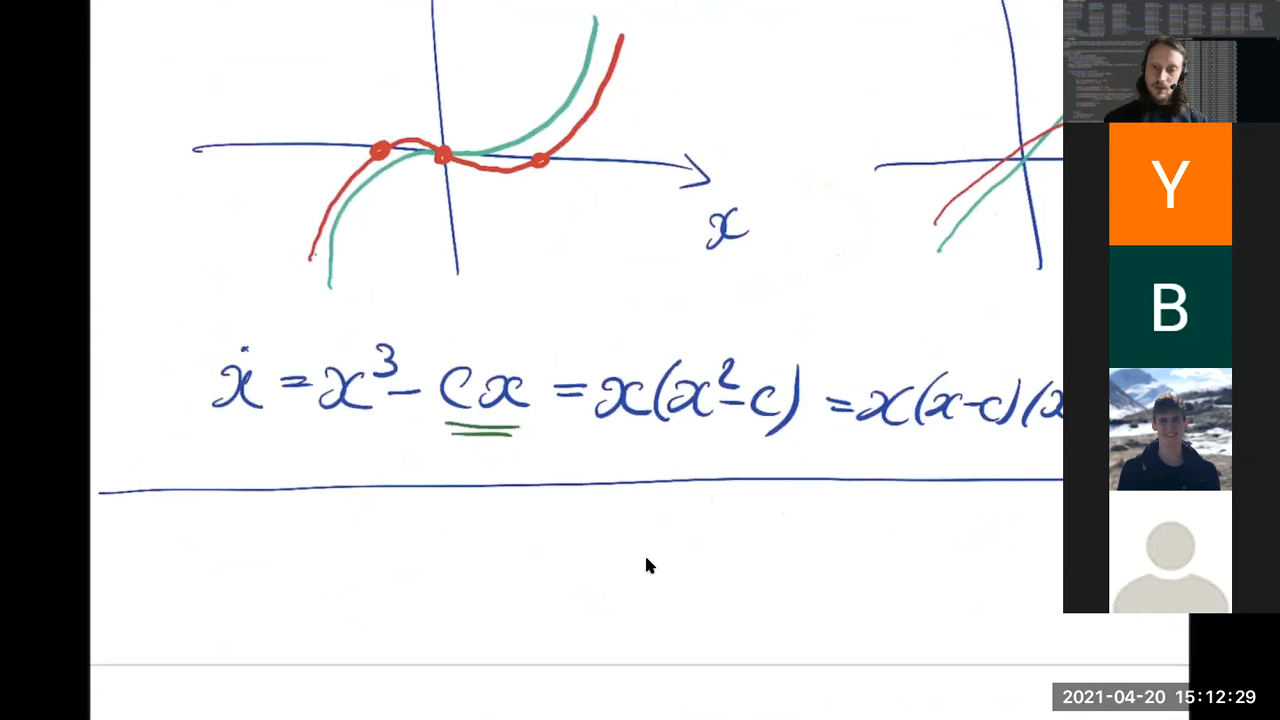 x
ẋ = x³ - cx = x(x² - c) = x(x-c)(x
Y
B
2021-04-20 15:12:29